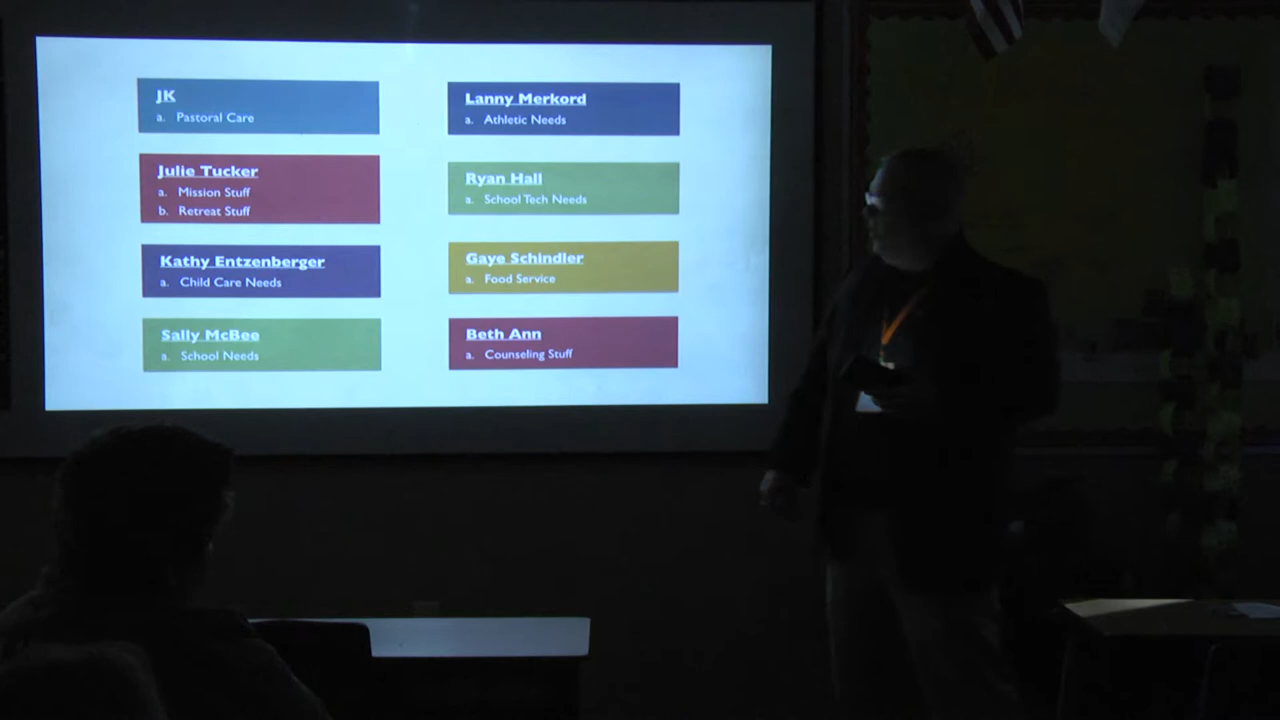 JK
a. Pastoral Care
Julie Tucker
a. Mission Stuff
b. Retreat Stuff
Kathy Entzenberger
a. Child Care Needs
Sally McBee
a. School Needs
Lanny Merkord
a. Athletic Needs
Ryan Hall
a. School Tech Needs
Gaye Schindler
a. Food Service
Beth Ann
a. Counseling Stuff